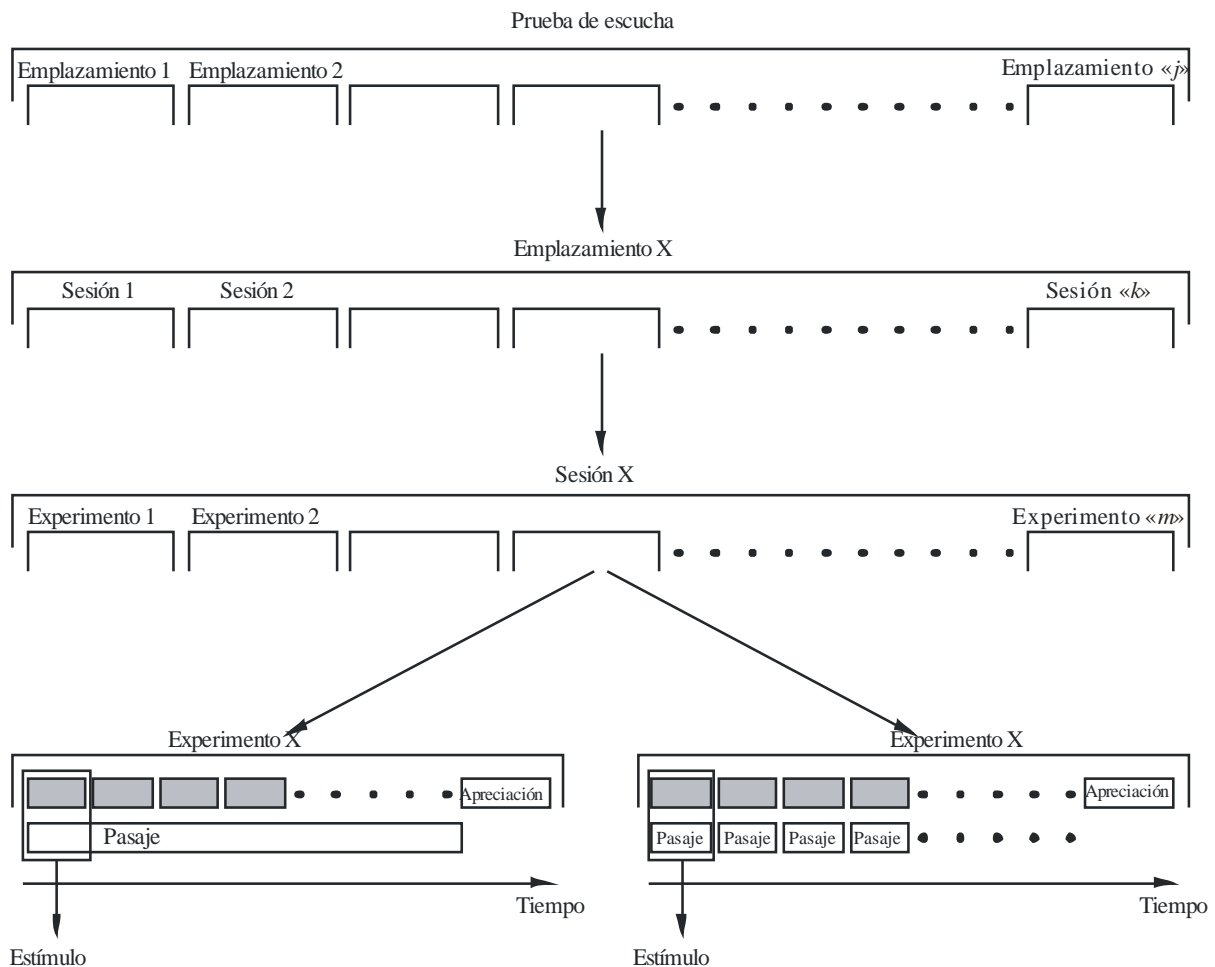 Prueba de escucha
Emplazamiento 1 Emplazamiento 2 Emplazamiento «j»
Emplazamiento X
Sesión 1 Sesión 2 Sesión «k»
Sesión X
Experimento 1 Experimento 2 Experimento «m»
Experimento X Experimento X
Apreciación Apreciación
Pasaje Pasaje Pasaje Pasaje Pasaje
Tiempo Tiempo
Estímulo Estímulo